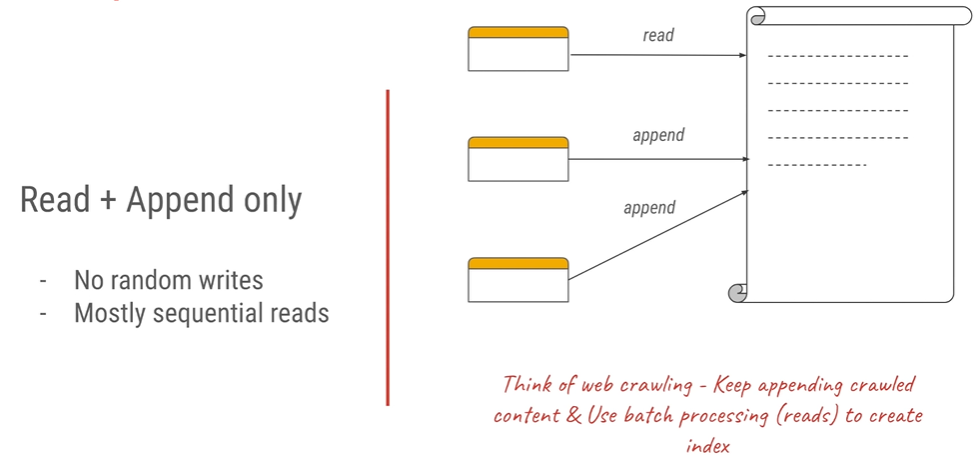 Read + Append only
- No random writes
- Mostly sequential reads
read
append
append
Think of web crawling - Keep appending crawled
content & Use batch processing (reads) to create
index